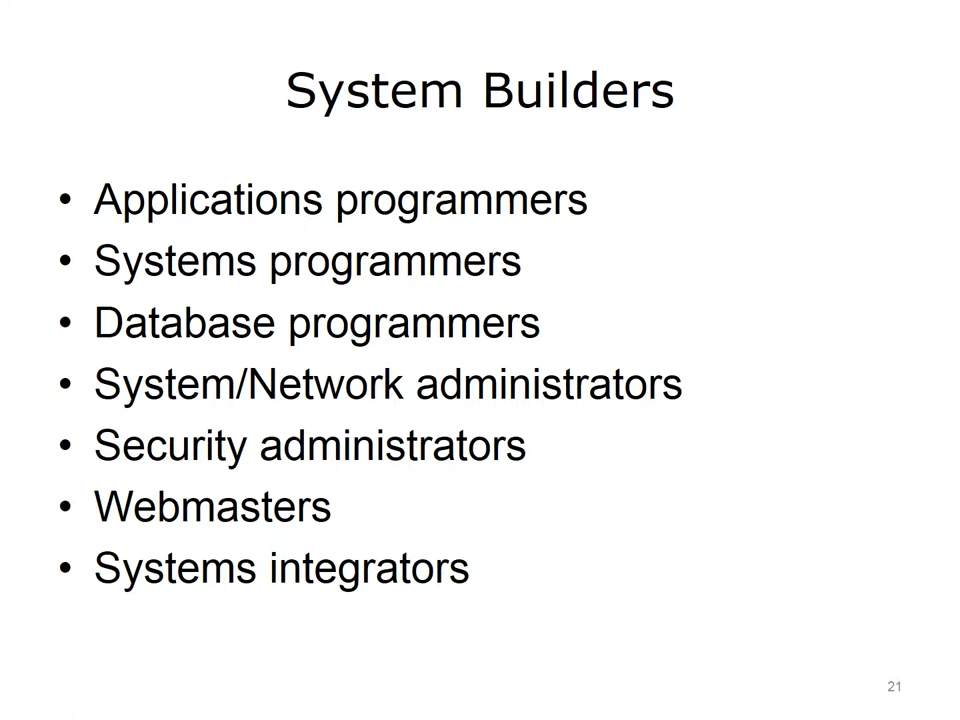 System Builders
• Applications programmers
• Systems programmers
• Database programmers
• System/Network administrators
• Security administrators
• Webmasters
• Systems integrators
21